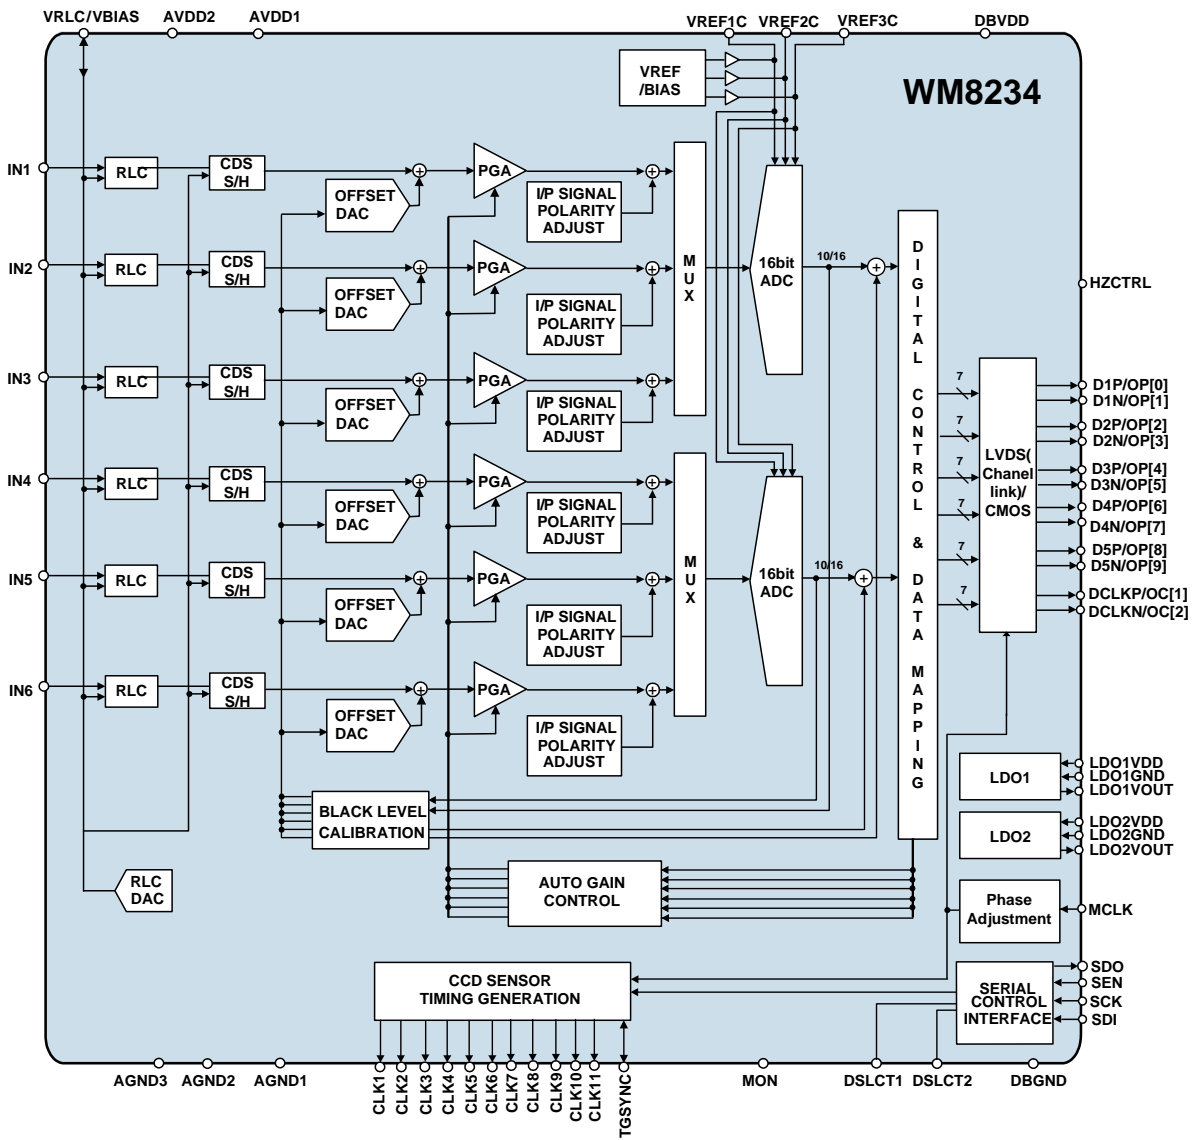 VRLC/VBIAS AVDD2 AVDD1 VREF1C VREF2C VREF3C DBVDD
VREF
/BIAS
WM8234
IN1
RLC
CDS
S/H
OFFSET
DAC
+
PGA
I/P SIGNAL
POLARITY
ADJUST
+
IN2
RLC
CDS
S/H
OFFSET
DAC
+
PGA
I/P SIGNAL
POLARITY
ADJUST
+
IN3
RLC
CDS
S/H
OFFSET
DAC
+
PGA
I/P SIGNAL
POLARITY
ADJUST
+
M
U
X
16bit
ADC
10/16
+
IN4
RLC
CDS
S/H
OFFSET
DAC
+
PGA
I/P SIGNAL
POLARITY
ADJUST
+
IN5
RLC
CDS
S/H
OFFSET
DAC
+
PGA
I/P SIGNAL
POLARITY
ADJUST
+
IN6
RLC
CDS
S/H
OFFSET
DAC
+
PGA
I/P SIGNAL
POLARITY
ADJUST
+
M
U
X
16bit
ADC
10/16
+
D
I
G
I
T
A
L
C
O
N
T
R
O
L
&
D
A
T
A
M
A
P
P
I
N
G
7
7
7
7
7
7
LVDS(
Chanel
link)/
CMOS
HZCTRL
D1P/OP[0]
D1N/OP[1]
D2P/OP[2]
D2N/OP[3]
D3P/OP[4]
D3N/OP[5]
D4P/OP[6]
D4N/OP[7]
D5P/OP[8]
D5N/OP[9]
DCLKP/OC[1]
DCLKN/OC[2]
LDO1
LDO1VDD
LDO1GND
LDO1VOUT
LDO2
LDO2VDD
LDO2GND
LDO2VOUT
BLACK LEVEL
CALIBRATION
RLC
DAC
AUTO GAIN
CONTROL
Phase
Adjustment
MCLK
CCD SENSOR
TIMING GENERATION
SERIAL
CONTROL
INTERFACE
SDO
SEN
SCK
SDI
AGND3 AGND2 AGND1
CLK1
CLK2
CLK3
CLK4
CLK5
CLK6
CLK7
CLK8
CLK9
CLK10
CLK11
TGSYNC
MON DSLCT1 DSLCT2 DBGND